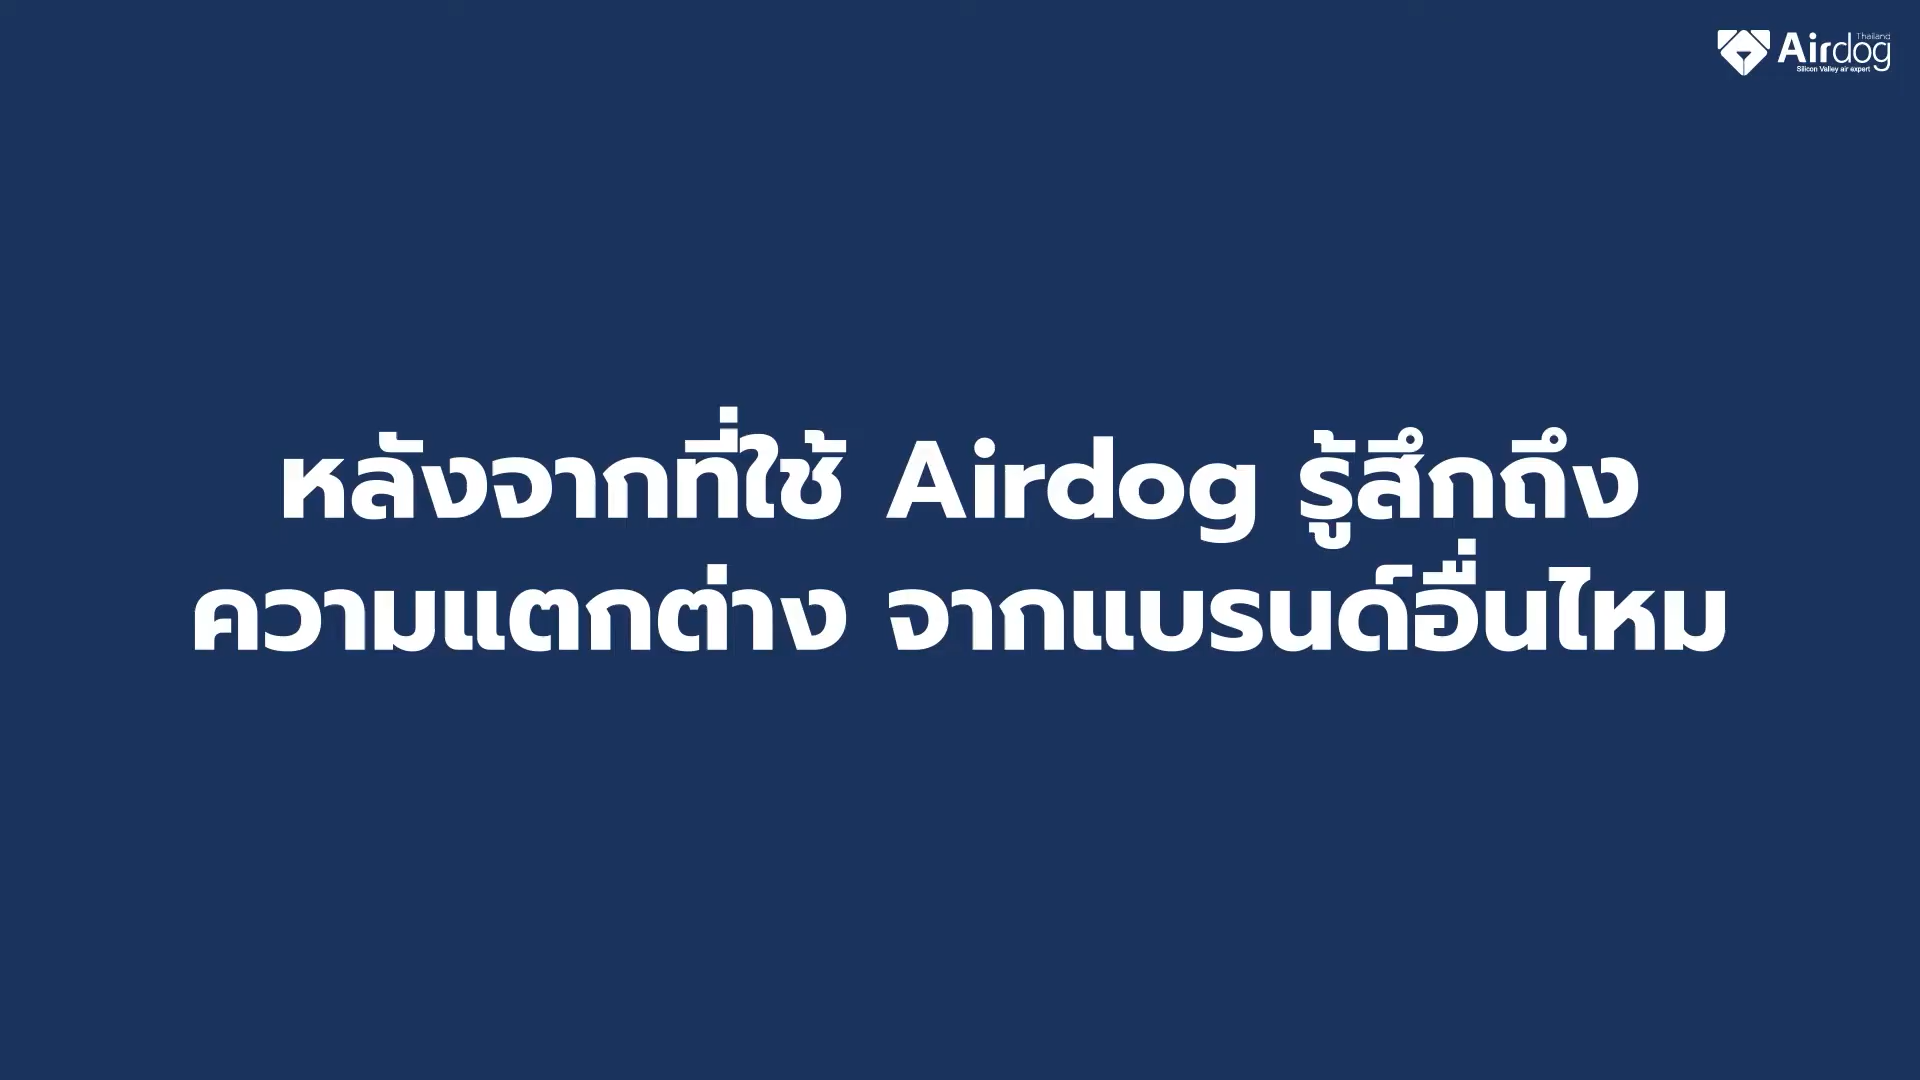 Thailand
Airdog
Silicon Valley air expert
หลังจากที่ใช้ Airdog รู้สึกถึง
ความแตกต่าง จากแบรนด์อื่นไหม